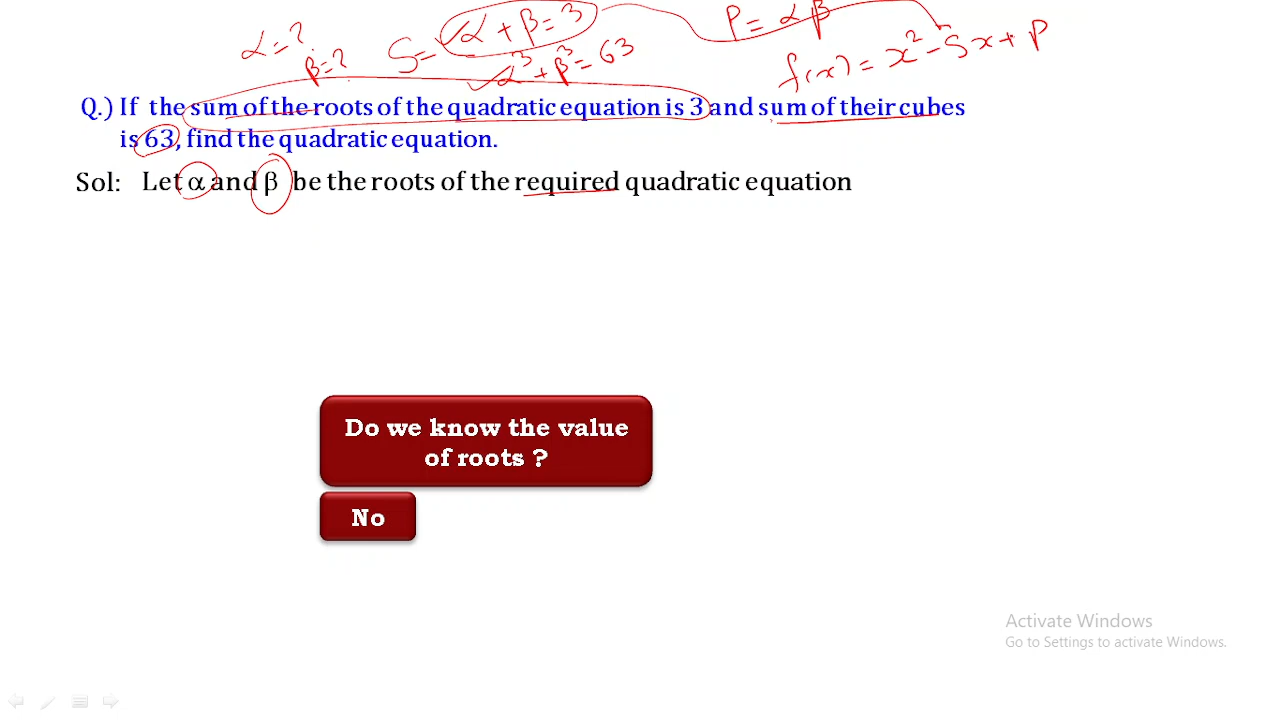 α = ?
β = ?
S = α + β = 3
α³ + β³ = 63
P = α β
f(x) = x² - Sx + P
Q.) If the sum of the roots of the quadratic equation is 3 and sum of their cubes
is 63, find the quadratic equation.
Sol: Let α and β be the roots of the required quadratic equation
Do we know the value
of roots ?
No
Activate Windows
Go to Settings to activate Windows.